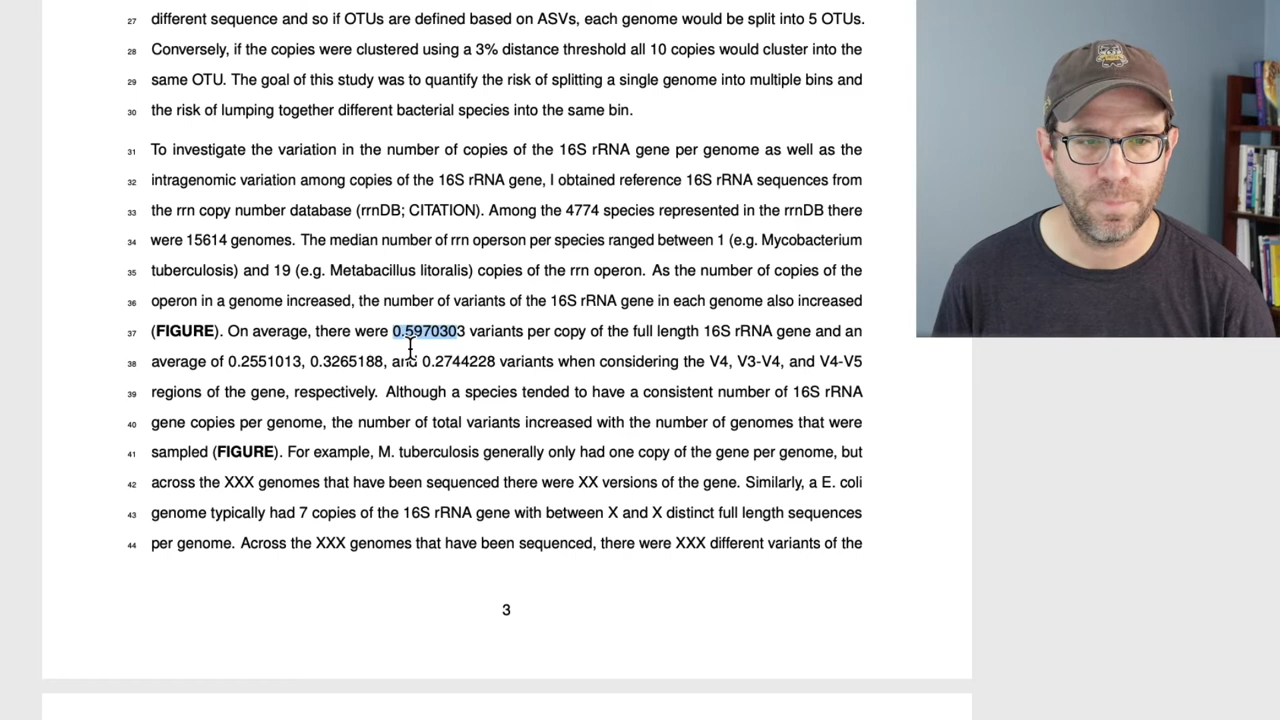 27 different sequence and so if OTUs are defined based on ASVs, each genome would be split into 5 OTUs.
28 Conversely, if the copies were clustered using a 3% distance threshold all 10 copies would cluster into the
29 same OTU. The goal of this study was to quantify the risk of splitting a single genome into multiple bins and
30 the risk of lumping together different bacterial species into the same bin.
31 To investigate the variation in the number of copies of the 16S rRNA gene per genome as well as the
32 intragenomic variation among copies of the 16S rRNA gene, I obtained reference 16S rRNA sequences from
33 the rrn copy number database (rrnDB; CITATION). Among the 4774 species represented in the rrnDB there
34 were 15614 genomes. The median number of rrn operson per species ranged between 1 (e.g. Mycobacterium
35 tuberculosis) and 19 (e.g. Metabacillus litoralis) copies of the rrn operon. As the number of copies of the
36 operon in a genome increased, the number of variants of the 16S rRNA gene in each genome also increased
37 (FIGURE). On average, there were 0.5970303 variants per copy of the full length 16S rRNA gene and an
38 average of 0.2551013, 0.3265188, and 0.2744228 variants when considering the V4, V3-V4, and V4-V5
39 regions of the gene, respectively. Although a species tended to have a consistent number of 16S rRNA
40 gene copies per genome, the number of total variants increased with the number of genomes that were
41 sampled (FIGURE). For example, M. tuberculosis generally only had one copy of the gene per genome, but
42 across the XXX genomes that have been sequenced there were XX versions of the gene. Similarly, a E. coli
43 genome typically had 7 copies of the 16S rRNA gene with between X and X distinct full length sequences
44 per genome. Across the XXX genomes that have been sequenced, there were XXX different variants of the
3